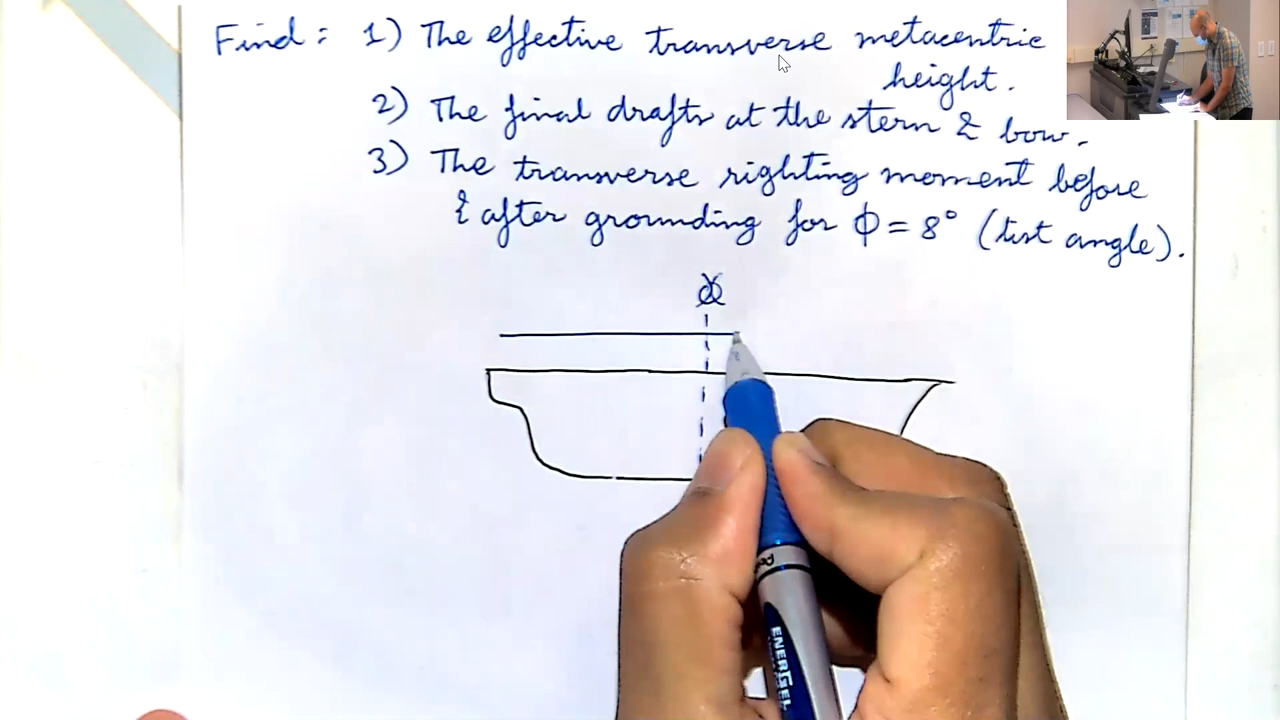 Find: 1) The effective transverse metacentric
height.
2) The final drafts at the stern & bow.
3) The transverse righting moment before
& after grounding for ϕ = 8° (list angle).
ENERGEL